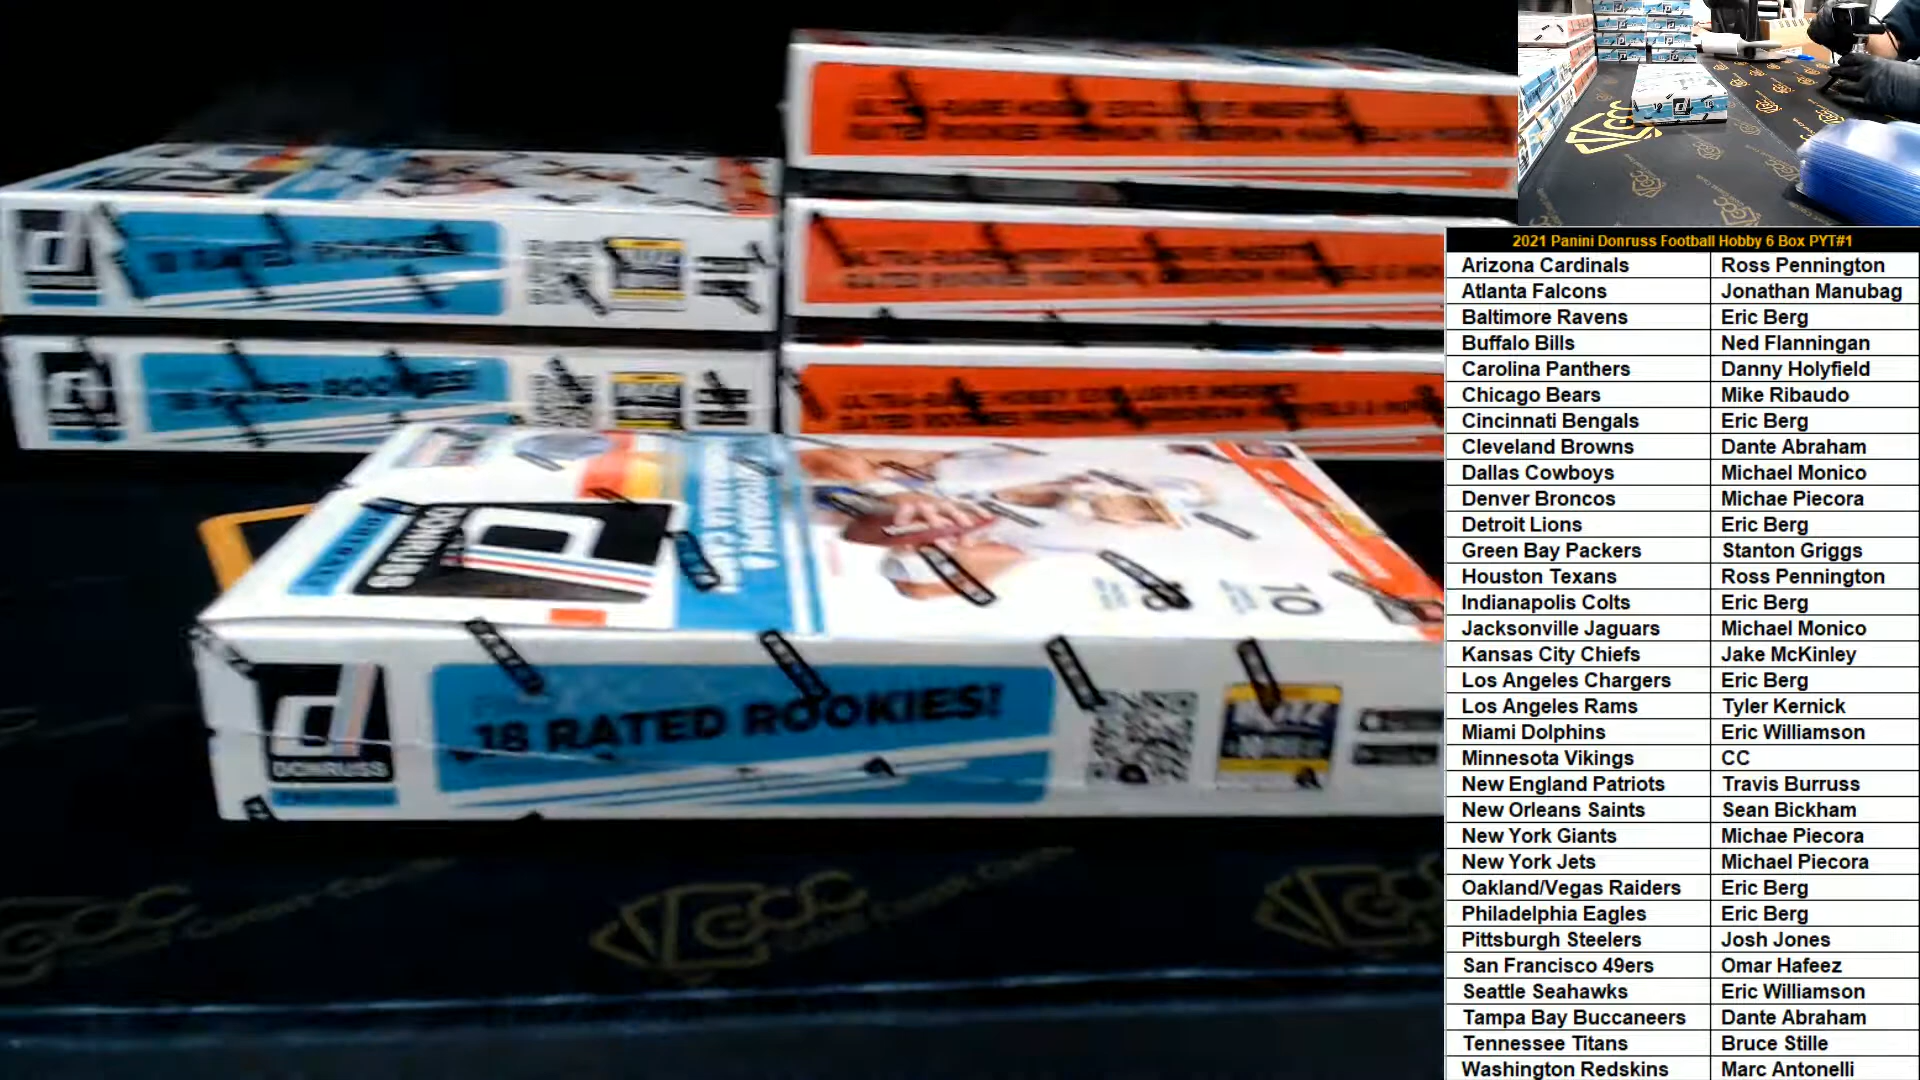 18 RATED ROOKIES!
DONRUSS
DONRUSS
10
18 RATED ROOKIES
18 RATED ROOKIES
GCC
2021 Panini Donruss Football Hobby 6 Box PYT#1
Arizona Cardinals Ross Pennington
Atlanta Falcons Jonathan Manubag
Baltimore Ravens Eric Berg
Buffalo Bills Ned Flanningan
Carolina Panthers Danny Holyfield
Chicago Bears Mike Ribaudo
Cincinnati Bengals Eric Berg
Cleveland Browns Dante Abraham
Dallas Cowboys Michael Monico
Denver Broncos Michae Piecora
Detroit Lions Eric Berg
Green Bay Packers Stanton Griggs
Houston Texans Ross Pennington
Indianapolis Colts Eric Berg
Jacksonville Jaguars Michael Monico
Kansas City Chiefs Jake McKinley
Los Angeles Chargers Eric Berg
Los Angeles Rams Tyler Kernick
Miami Dolphins Eric Williamson
Minnesota Vikings CC
New England Patriots Travis Burruss
New Orleans Saints Sean Bickham
New York Giants Michae Piecora
New York Jets Michael Piecora
Oakland/Vegas Raiders Eric Berg
Philadelphia Eagles Eric Berg
Pittsburgh Steelers Josh Jones
San Francisco 49ers Omar Hafeez
Seattle Seahawks Eric Williamson
Tampa Bay Buccaneers Dante Abraham
Tennessee Titans Bruce Stille
Washington Redskins Marc Antonelli